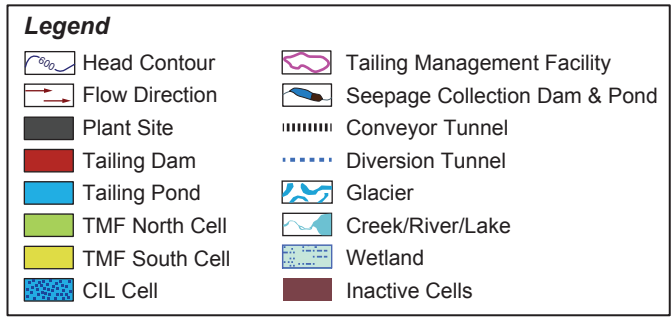 Legend
600
Head Contour
Flow Direction
Plant Site
Tailing Dam
Tailing Pond
TMF North Cell
TMF South Cell
CIL Cell
Tailing Management Facility
Seepage Collection Dam & Pond
Conveyor Tunnel
Diversion Tunnel
Glacier
Creek/River/Lake
Wetland
Inactive Cells